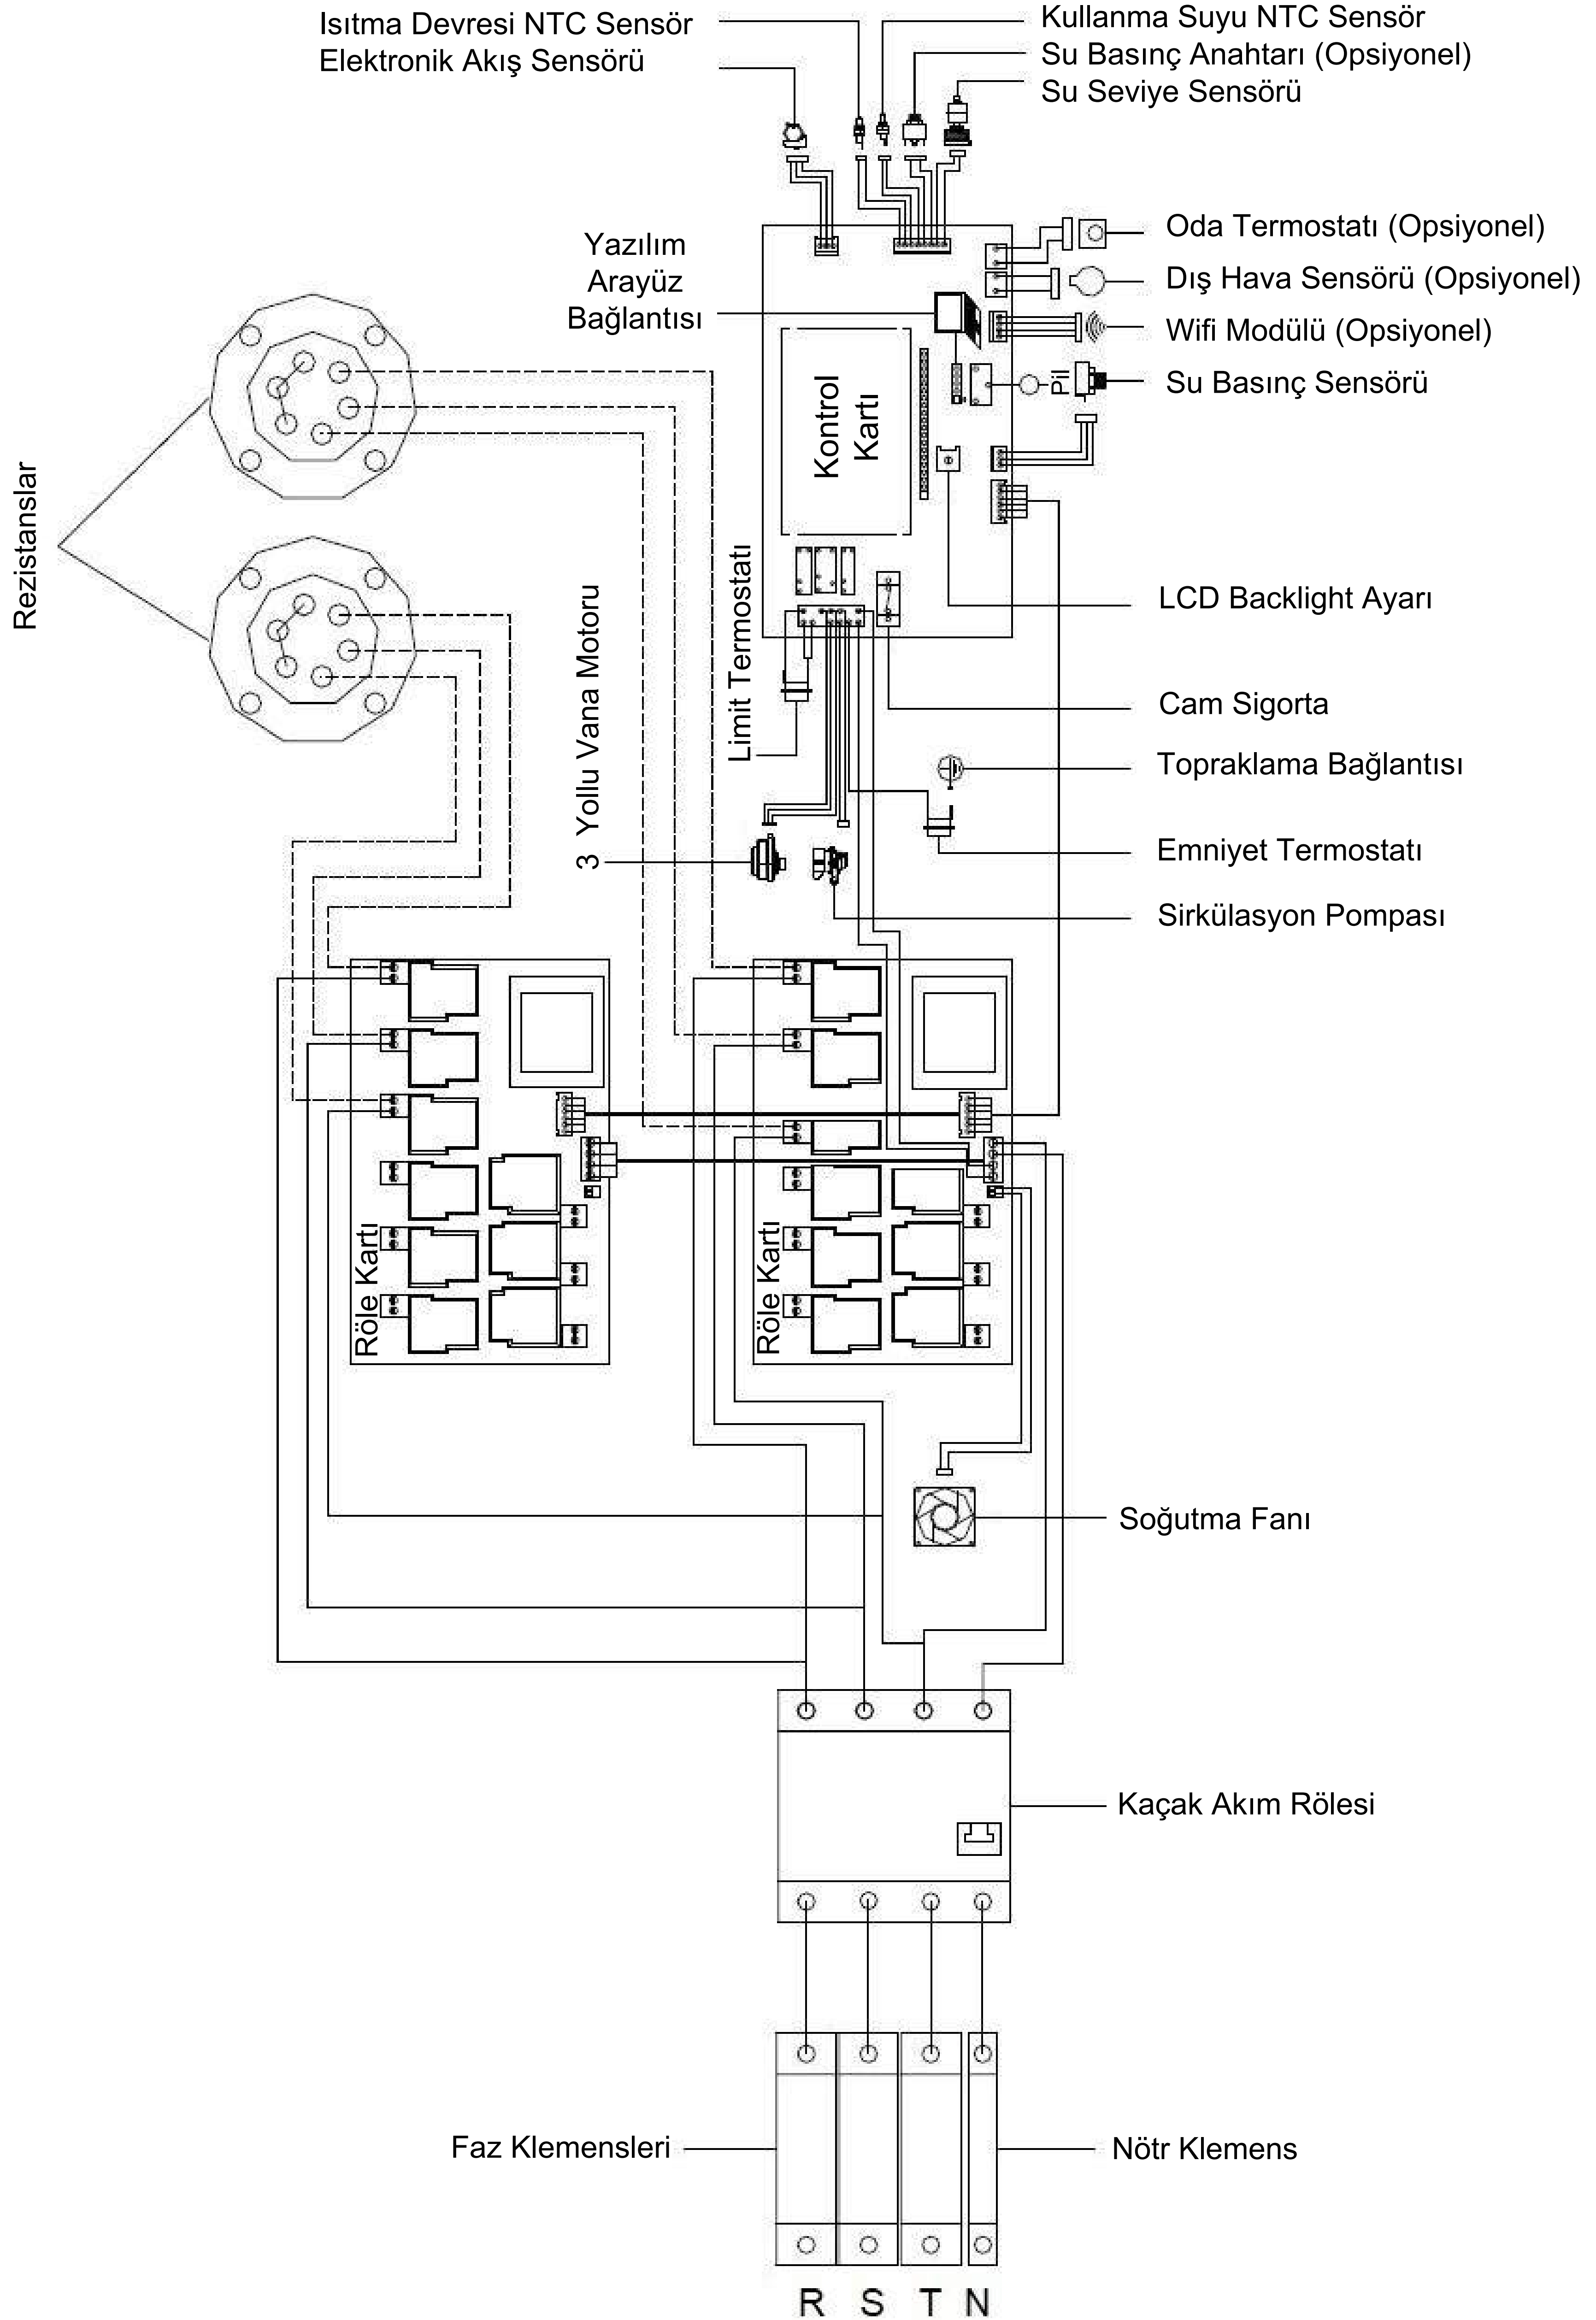 Isıtma Devresi NTC Sensör
Elektronik Akış Sensörü
Kullanma Suyu NTC Sensör
Su Basınç Anahtarı (Opsiyonel)
Su Seviye Sensörü
Yazılım
Arayüz
Bağlantısı
Oda Termostatı (Opsiyonel)
Dış Hava Sensörü (Opsiyonel)
Wifi Modülü (Opsiyonel)
Su Basınç Sensörü
Pil
Kontrol
Kartı
Rezistanslar
LCD Backlight Ayarı
Limit Termostatı
3 Yollu Vana Motoru
Cam Sigorta
Topraklama Bağlantısı
Emniyet Termostatı
Sirkülasyon Pompası
Röle Kartı
Röle Kartı
Soğutma Fanı
Kaçak Akım Rölesi
Faz Klemensleri
Nötr Klemens
R S T N